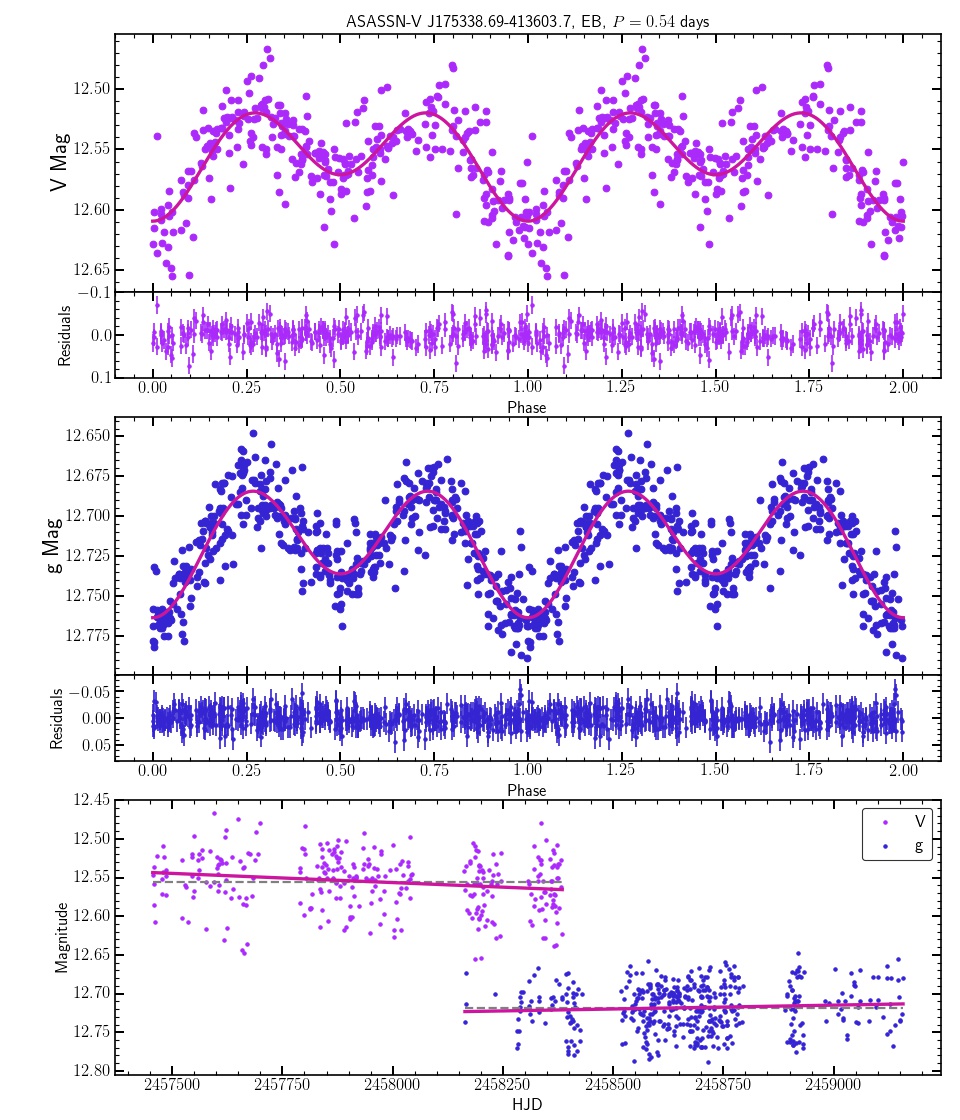 ASASSN-V J175338.69-413603.7, EB, P = 0.54 days
12.50
12.55
12.60
12.65
V Mag
−0.1
0.0
0.1
Residuals
0.00 0.25 0.50 0.75 1.00 1.25 1.50 1.75 2.00
Phase
12.650
12.675
12.700
12.725
12.750
12.775
g Mag
−0.05
0.00
0.05
Residuals
0.00 0.25 0.50 0.75 1.00 1.25 1.50 1.75 2.00
Phase
12.45
12.50
12.55
12.60
12.65
12.70
12.75
12.80
Magnitude
V
g
2457500 2457750 2458000 2458250 2458500 2458750 2459000
HJD